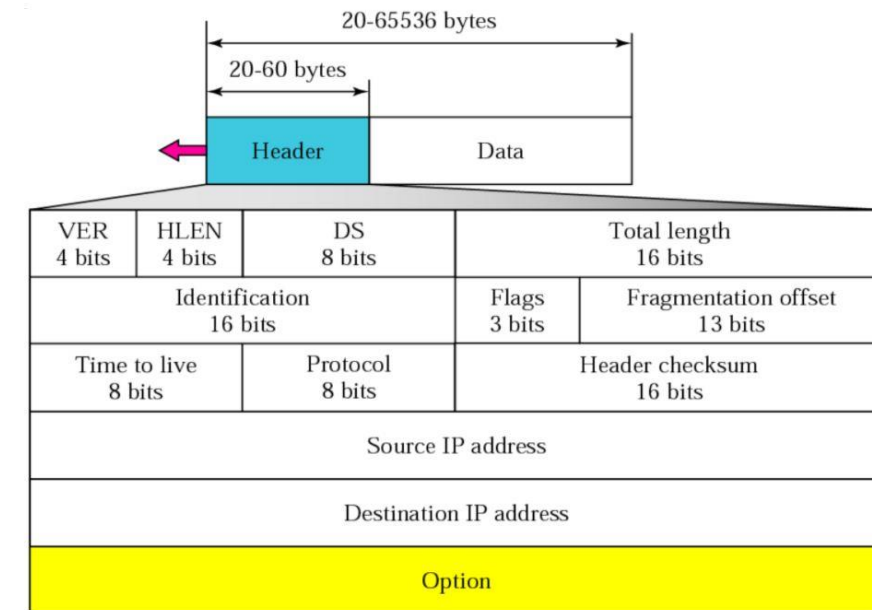 20-65536 bytes
20-60 bytes
Header
Data
VER
4 bits
HLEN
4 bits
DS
8 bits
Total length
16 bits
Identification
16 bits
Flags
3 bits
Fragmentation offset
13 bits
Time to live
8 bits
Protocol
8 bits
Header checksum
16 bits
Source IP address
Destination IP address
Option